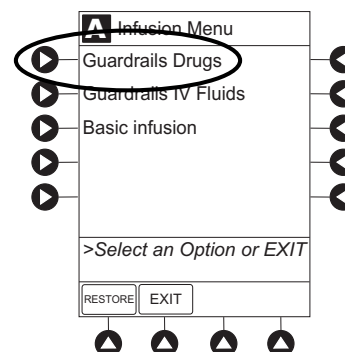 A Infusion Menu
Guardrails Drugs
Guardrails IV Fluids
Basic infusion
>Select an Option or EXIT
RESTORE EXIT